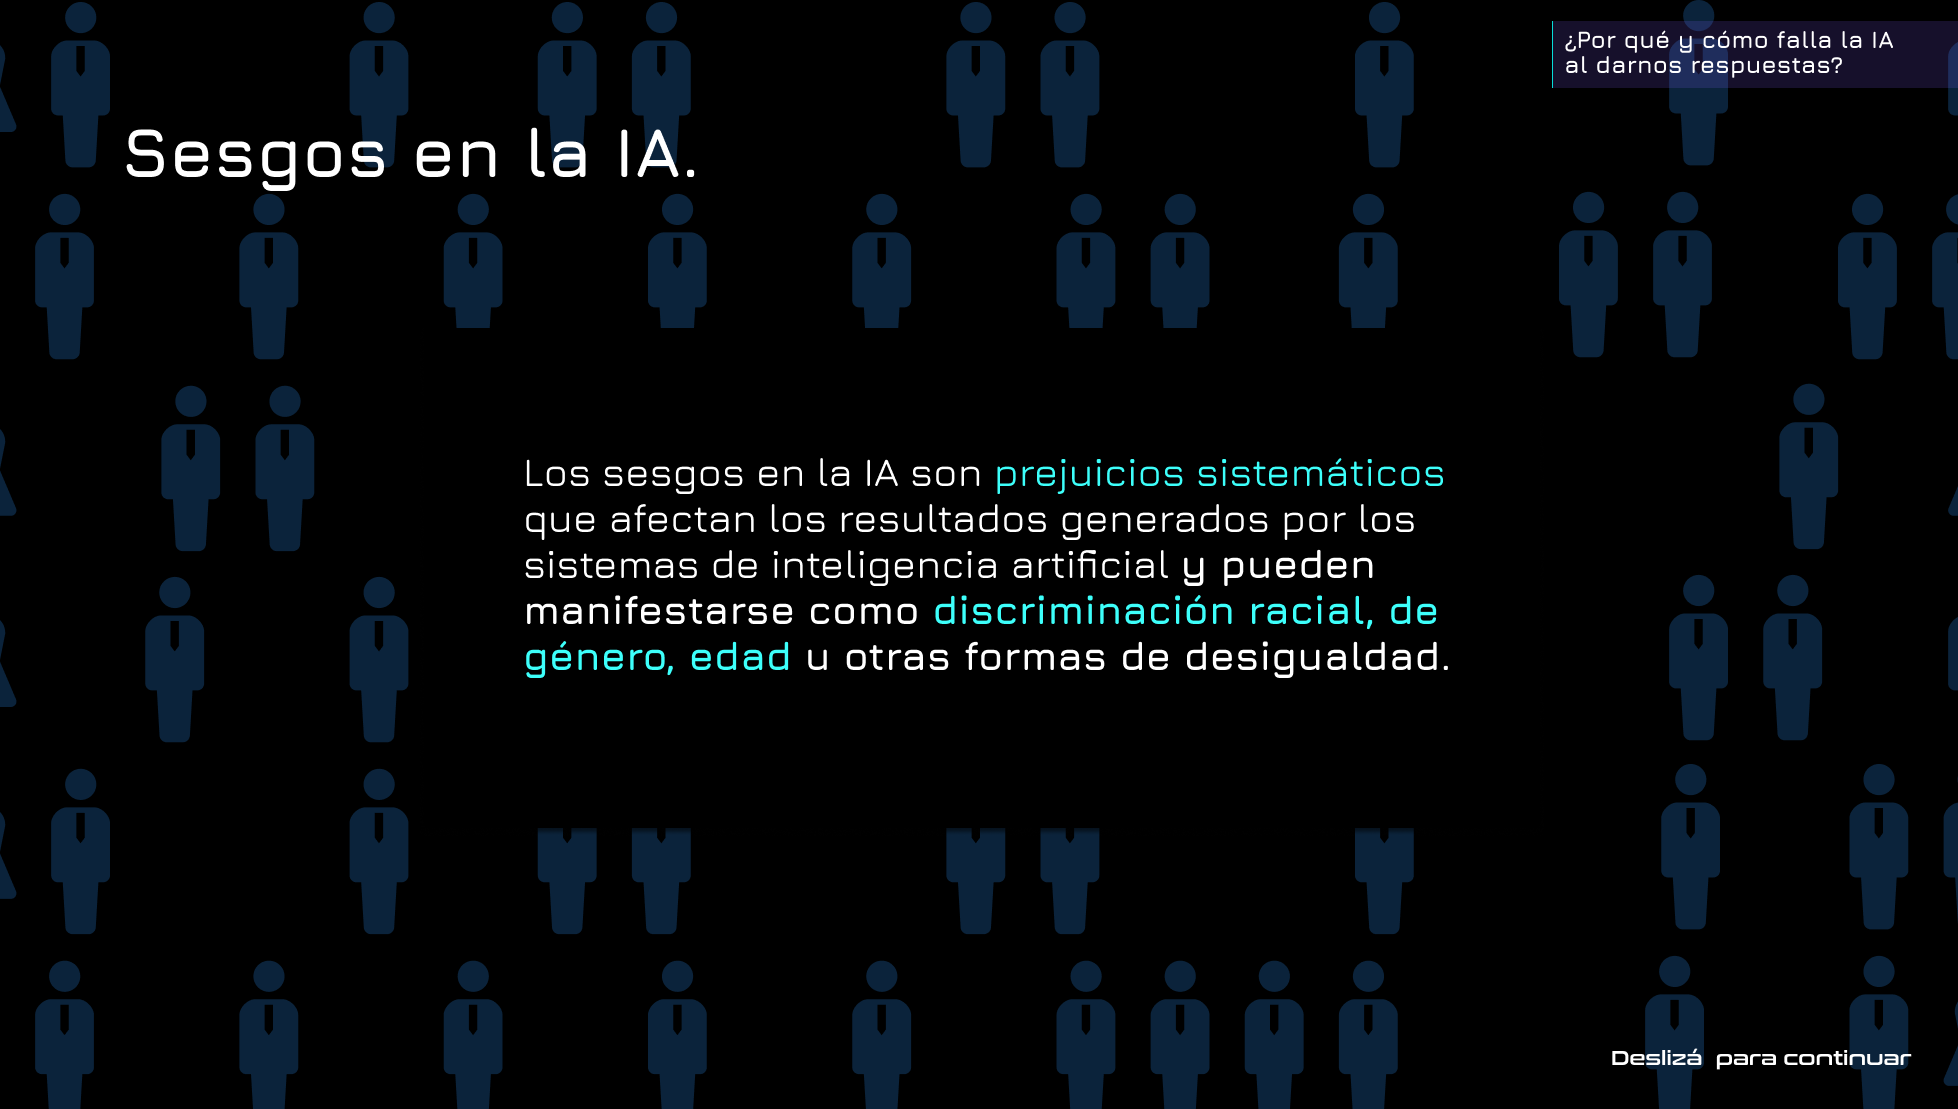 ¿Por qué y cómo falla la IA
al darnos respuestas?
Sesgos en la IA.
Los sesgos en la IA son prejuicios sistemáticos
que afectan los resultados generados por los
sistemas de inteligencia artificial y pueden
manifestarse como discriminación racial, de
género, edad u otras formas de desigualdad.
Deslizá para continuar